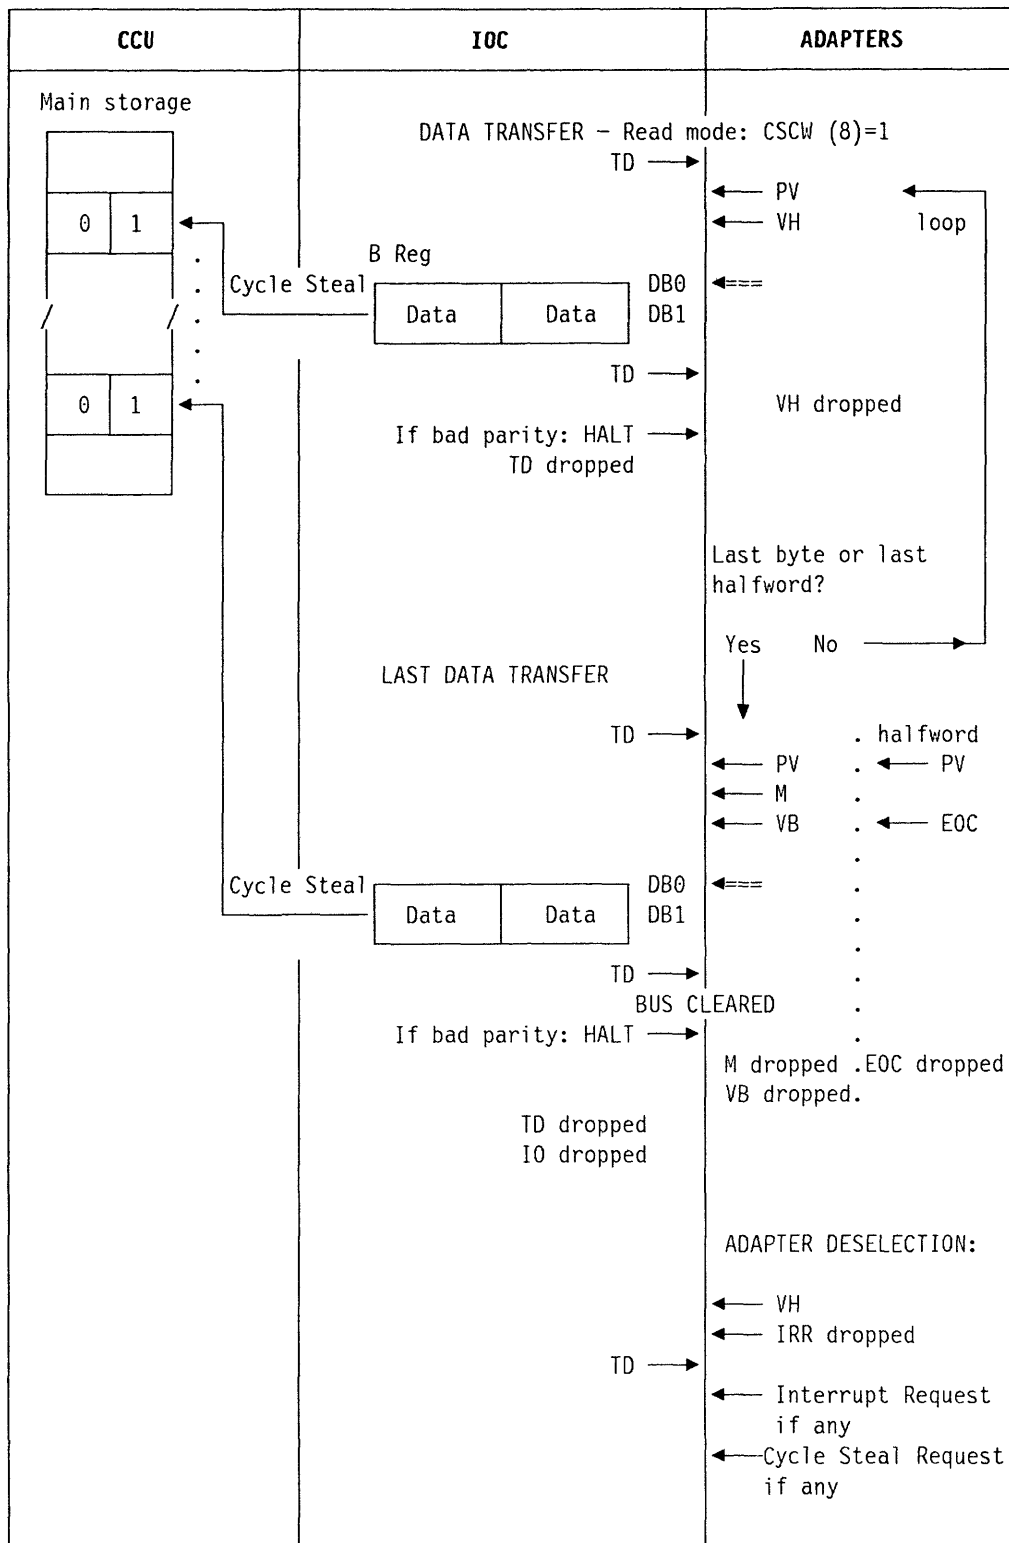 CCU IOC ADAPTERS
Main storage
DATA TRANSFER – Read mode: CSCW (8)=1
TD
PV
0 1 VH loop
B Reg
Cycle Steal DB0 ===
Data Data DB1
TD
0 1 VH dropped
If bad parity: HALT
TD dropped
Last byte or last
halfword?
Yes No
LAST DATA TRANSFER
TD . halfword
PV . PV
M .
VB . EOC
Cycle Steal DB0 ===
Data Data DB1
TD
BUS CLEARED
If bad parity: HALT
M dropped .EOC dropped
VB dropped.
TD dropped
IO dropped
ADAPTER DESELECTION:
VH
IRR dropped
TD
Interrupt Request
if any
Cycle Steal Request
if any